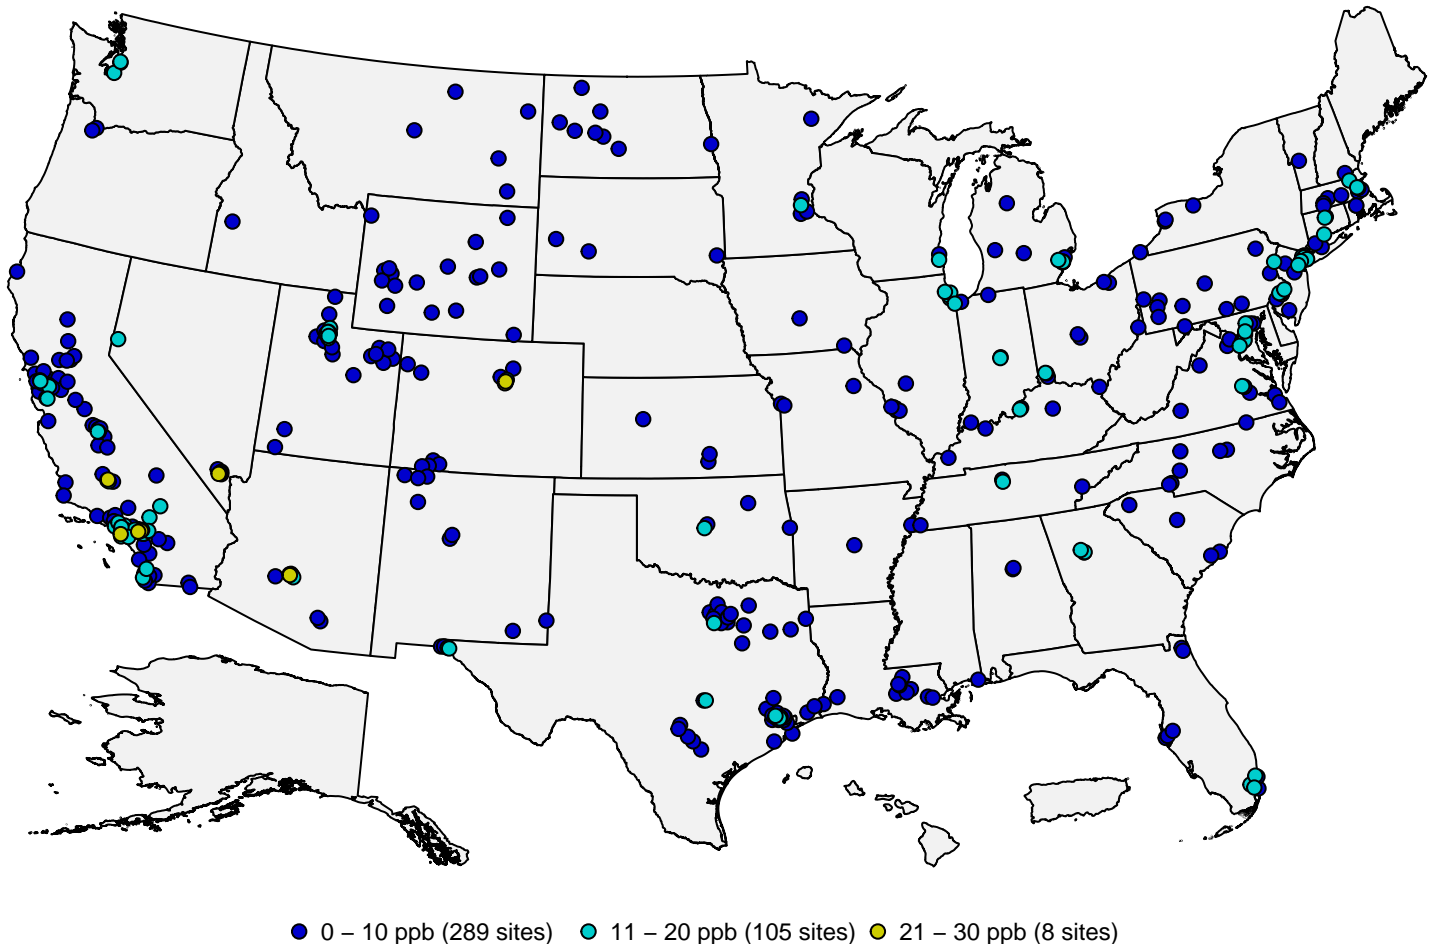 0 – 10 ppb (289 sites) 11 – 20 ppb (105 sites) 21 – 30 ppb (8 sites)